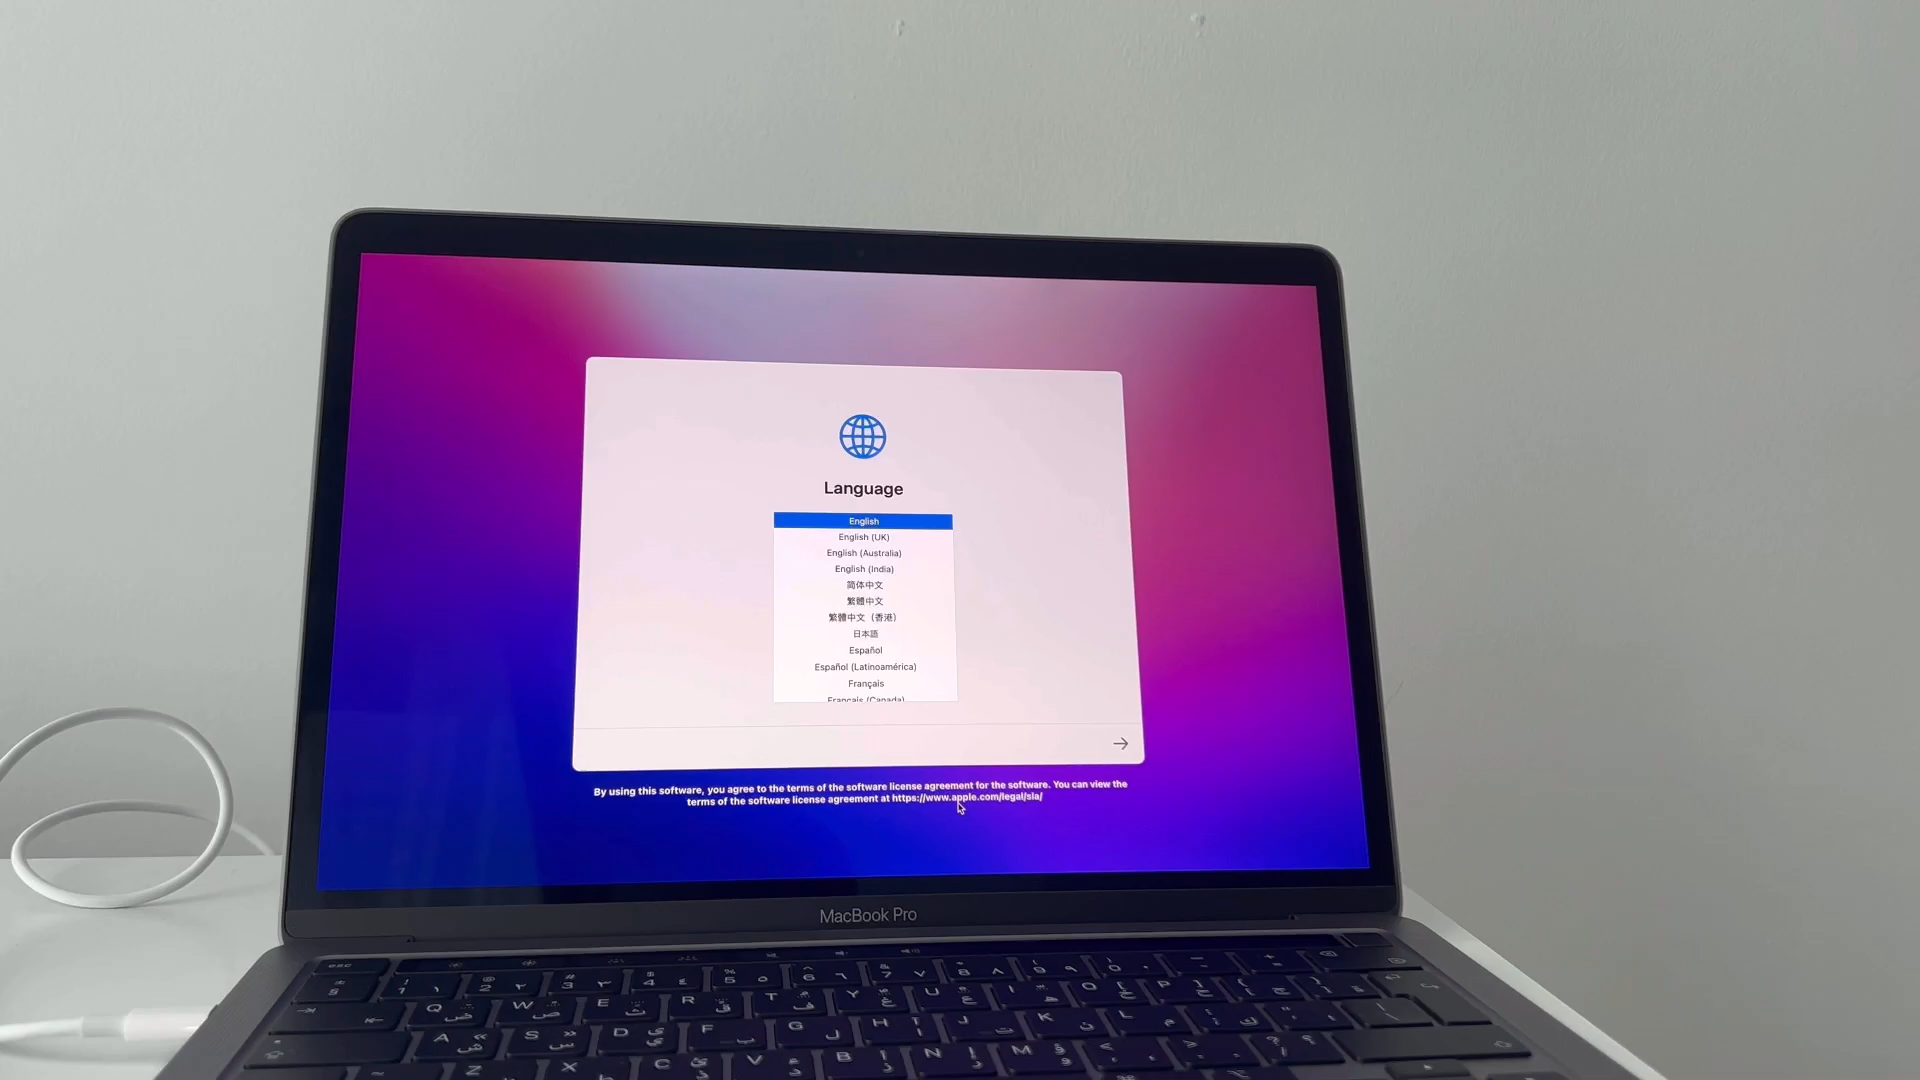 Language
English
English (UK)
English (Australia)
English (India)
简体中文
繁體中文
繁體中文（香港）
日本語
Español
Español (Latinoamérica)
Français
Français (Canada)
By using this software, you agree to the terms of the software license agreement for the software. You can view the
terms of the software license agreement at https://www.apple.com/legal/sla/
MacBook Pro
esc
Q W E R T Y U I O P
A S D F G H J K L
Z X C V B N M